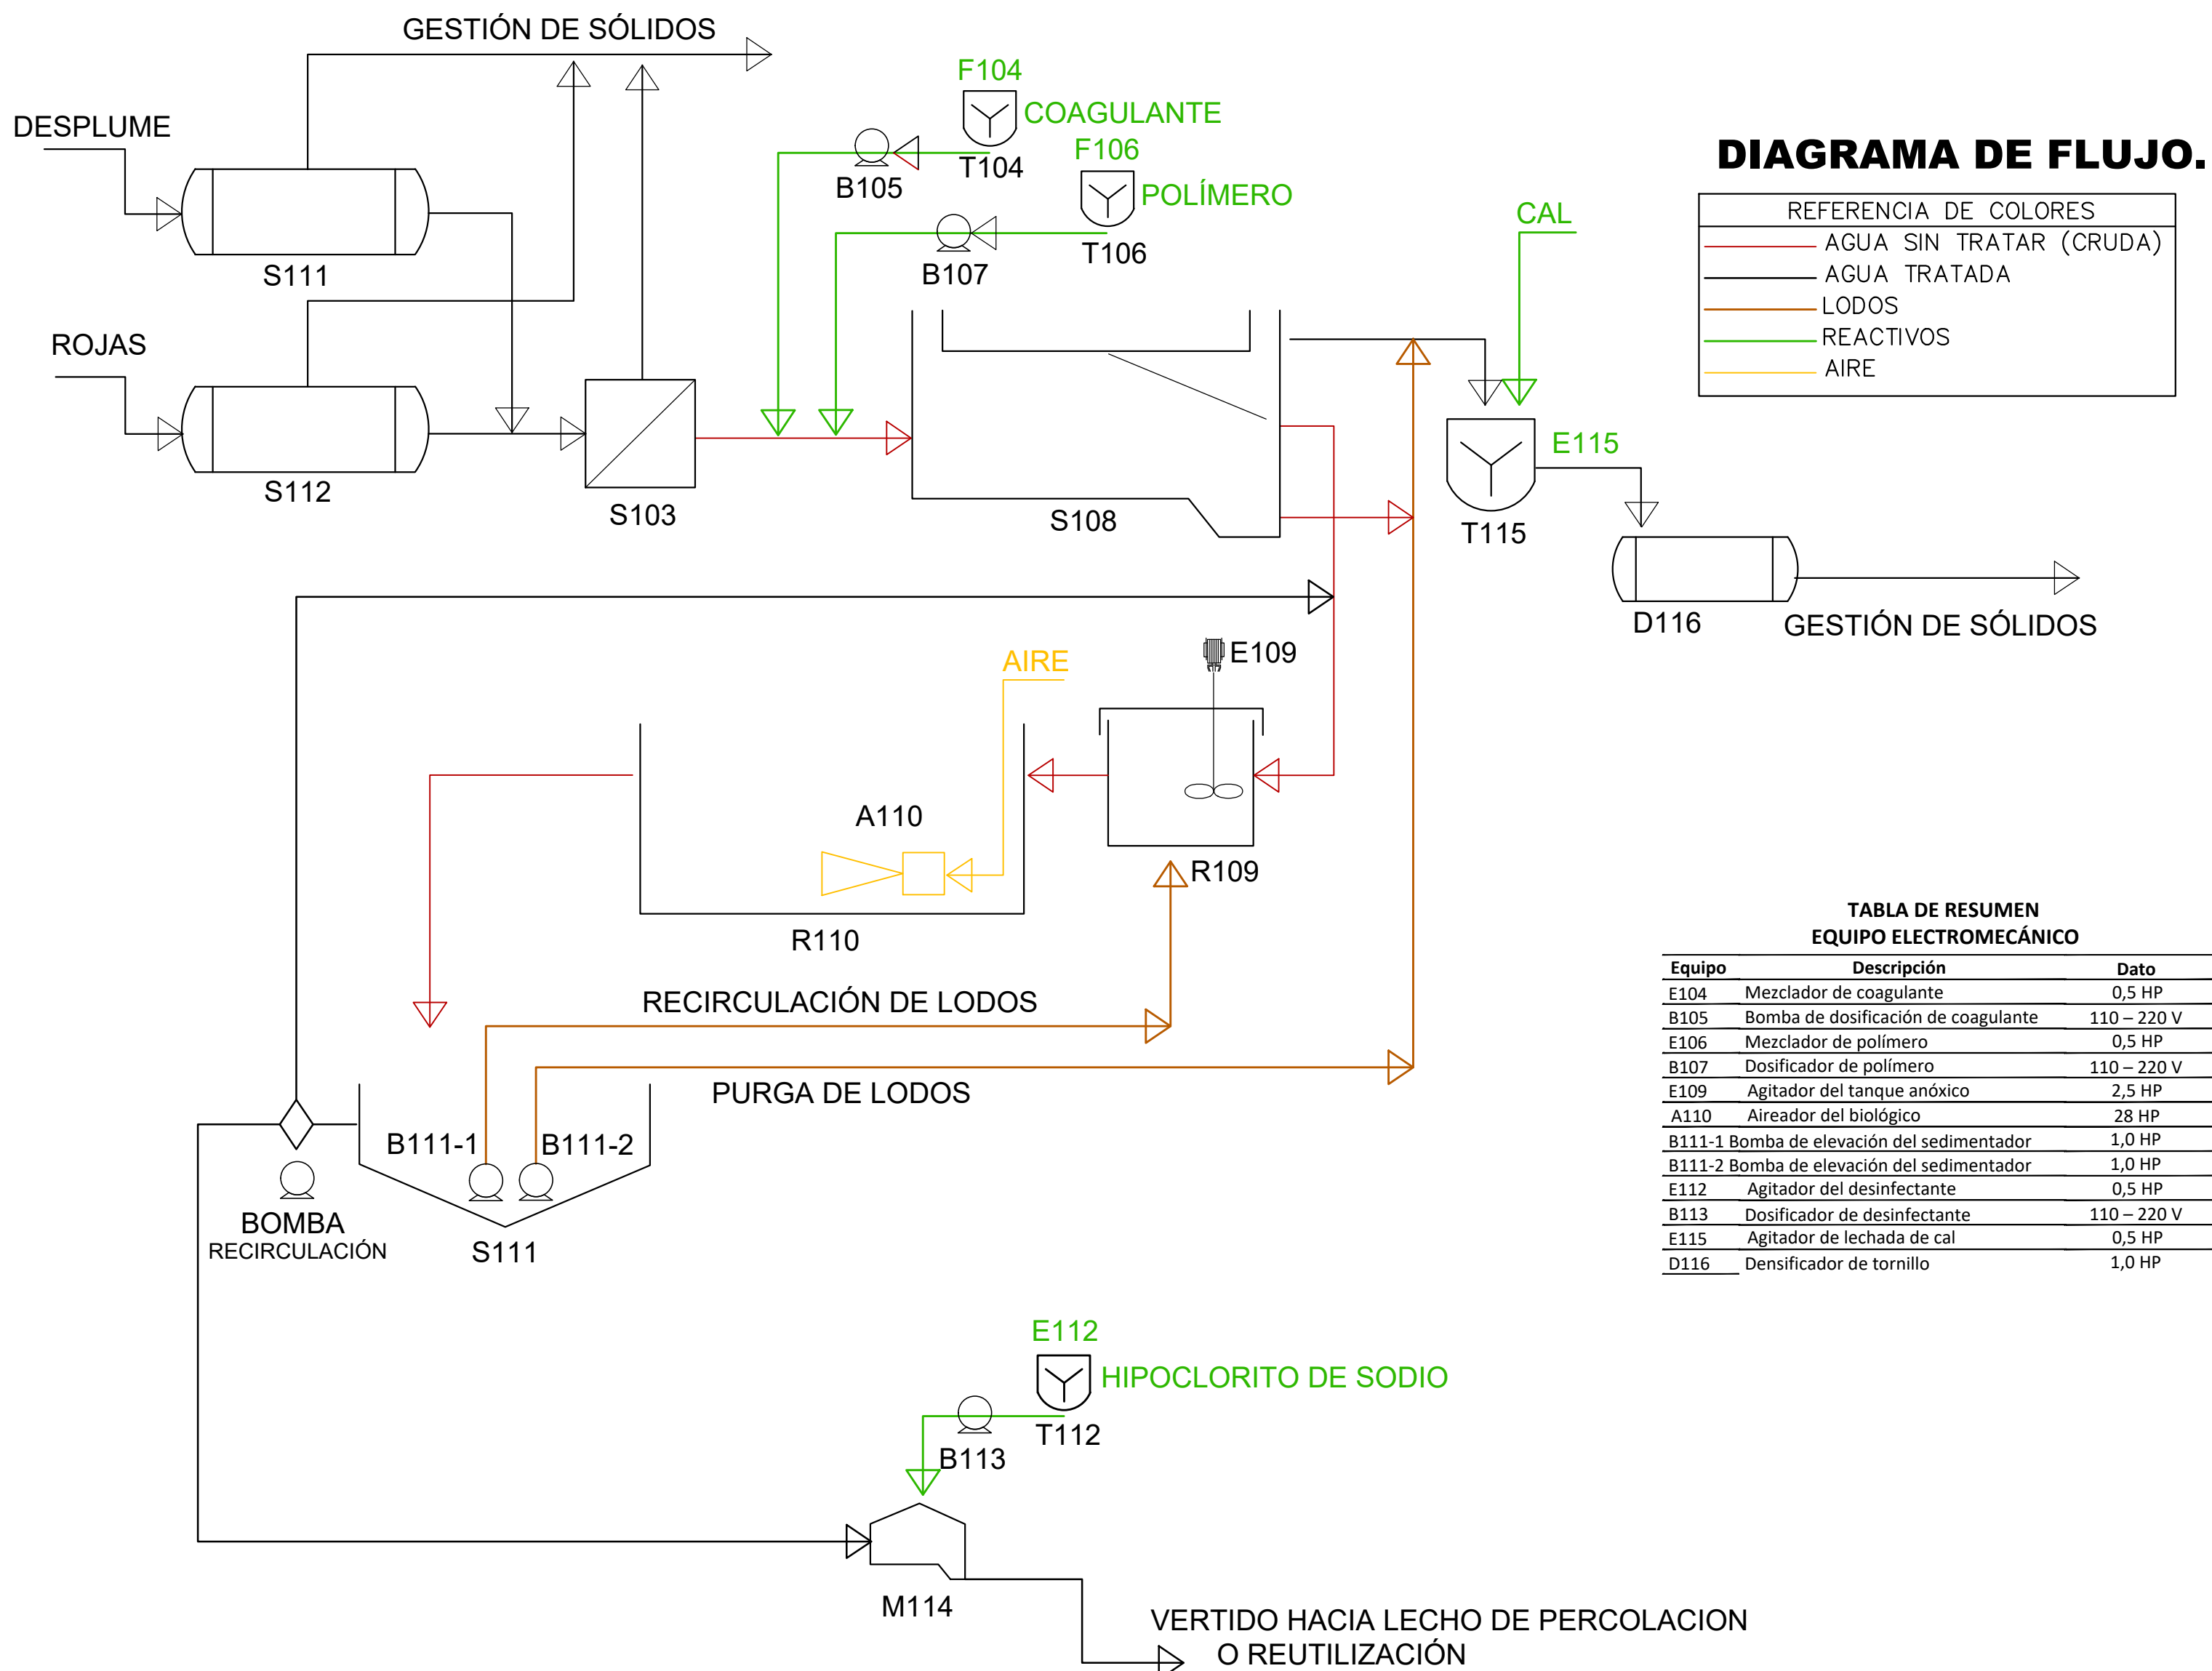 GESTIÓN DE SÓLIDOS
DESPLUME
S111
ROJAS
S112
S103
F104
COAGULANTE
T104
B105
F106
POLÍMERO
T106
B107
S108
CAL
E115
T115
D116
GESTIÓN DE SÓLIDOS
DIAGRAMA DE FLUJO.
REFERENCIA DE COLORES
AGUA SIN TRATAR (CRUDA)
AGUA TRATADA
LODOS
REACTIVOS
AIRE
AIRE
E109
A110
R109
R110
RECIRCULACIÓN DE LODOS
PURGA DE LODOS
B111-1
B111-2
BOMBA
RECIRCULACIÓN
S111
TABLA DE RESUMEN
EQUIPO ELECTROMECÁNICO
Equipo Descripción Dato
E104 Mezclador de coagulante 0,5 HP
B105 Bomba de dosificación de coagulante 110 – 220 V
E106 Mezclador de polímero 0,5 HP
B107 Dosificador de polímero 110 – 220 V
E109 Agitador del tanque anóxico 2,5 HP
A110 Aireador del biológico 28 HP
B111-1 Bomba de elevación del sedimentador 1,0 HP
B111-2 Bomba de elevación del sedimentador 1,0 HP
E112 Agitador del desinfectante 0,5 HP
B113 Dosificador de desinfectante 110 – 220 V
E115 Agitador de lechada de cal 0,5 HP
D116 Densificador de tornillo 1,0 HP
E112
HIPOCLORITO DE SODIO
T112
B113
M114
VERTIDO HACIA LECHO DE PERCOLACION
O REUTILIZACIÓN